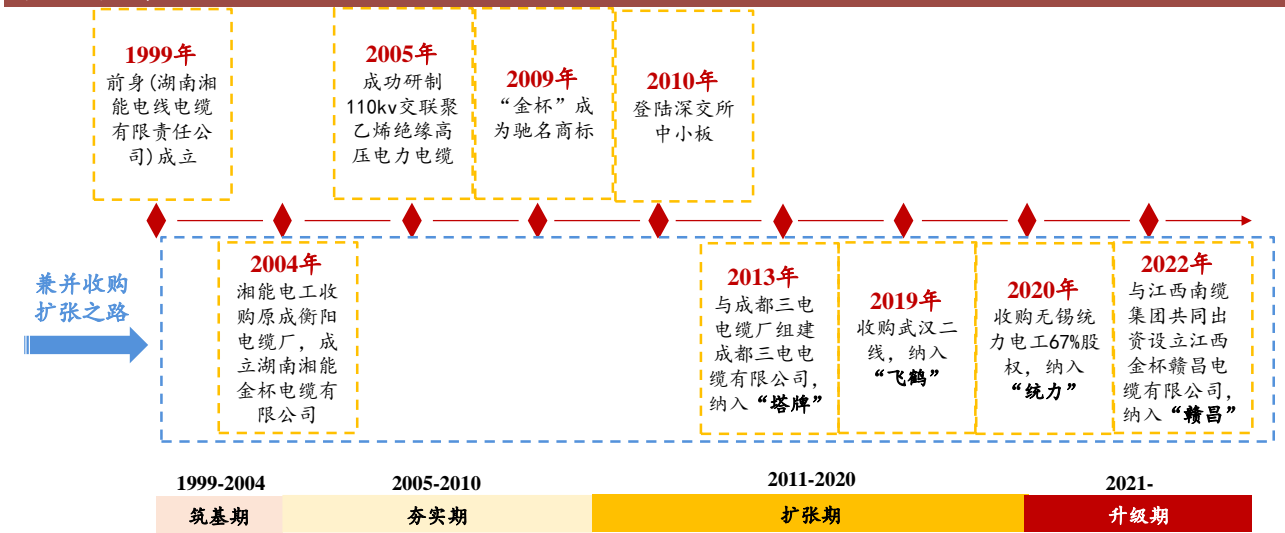 1999年
前身(湖南湘
能电线电缆
有限责任公
司)成立
2005年
成功研制
110kv交联聚
乙烯绝缘高
压电力电缆
2009年
“金杯”成
为驰名商标
2010年
登陆深交所
中小板
兼并收购
扩张之路
2004年
湘能电工收
购原成衡阳
电缆厂，成
立湖南湘能
金杯电缆有
限公司
2013年
与成都三电
电缆厂组建
成都三电电
缆有限公司，
纳入“塔牌”
2019年
收购武汉二
线，纳入
“飞鹤”
2020年
收购无锡统
力电工67%股
权，纳入
“统力”
2022年
与江西南缆
集团共同出
资设立江西
金杯赣昌电
缆有限公司，
纳入“赣昌”
1999-2004
2005-2010
2011-2020
2021-
筑基期
夯实期
扩张期
升级期